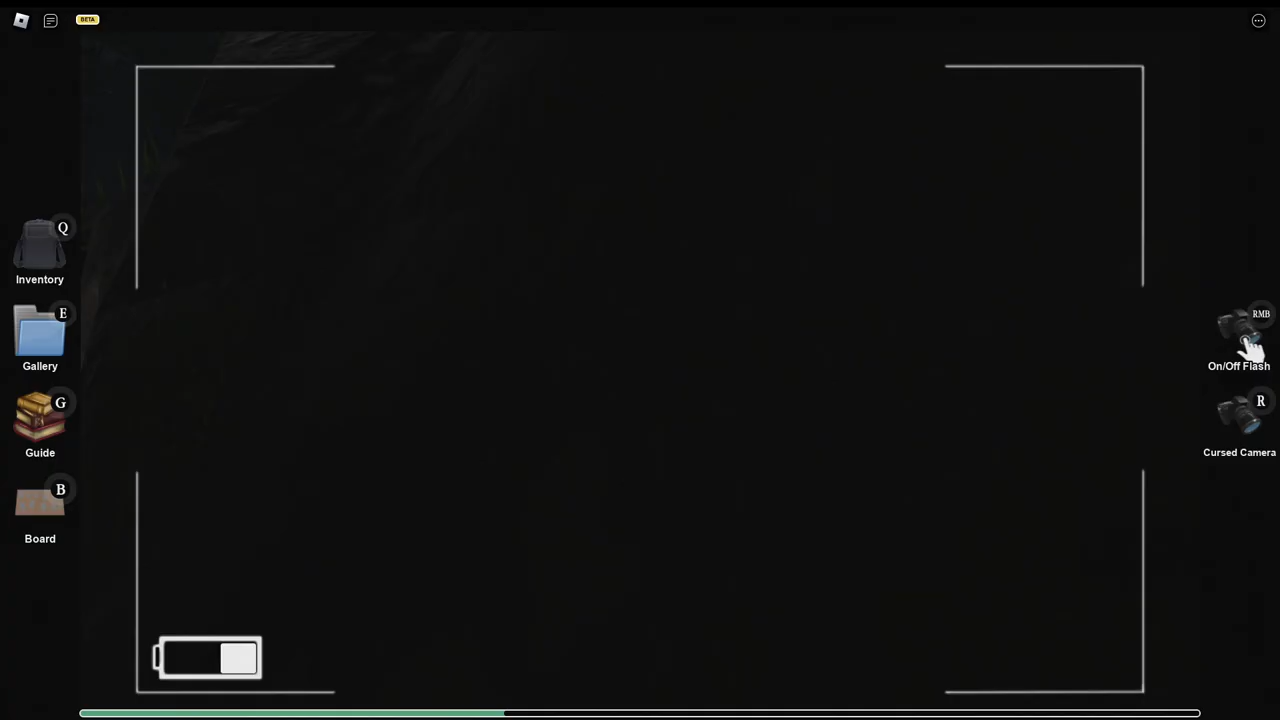 BETA
Q
Inventory
E
Gallery
G
Guide
B
Board
RMB
On/Off Flash
R
Cursed Camera